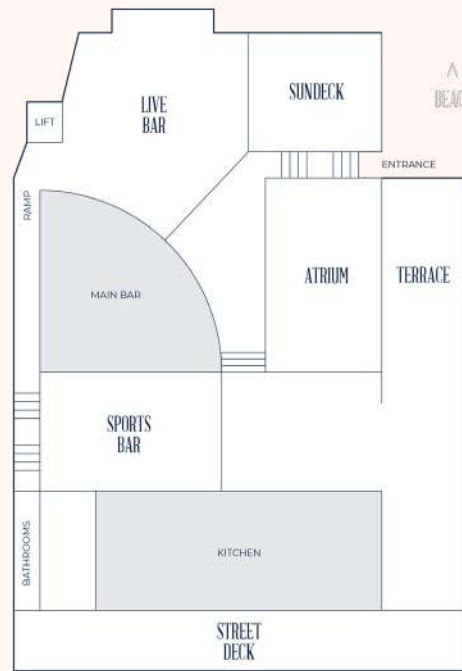 SUNDECK
LIVE
BAR
LIFT
ENTRANCE
RAMP
ATRIUM
TERRACE
MAIN BAR
SPORTS
BAR
BATHROOMS
KITCHEN
STREET
DECK